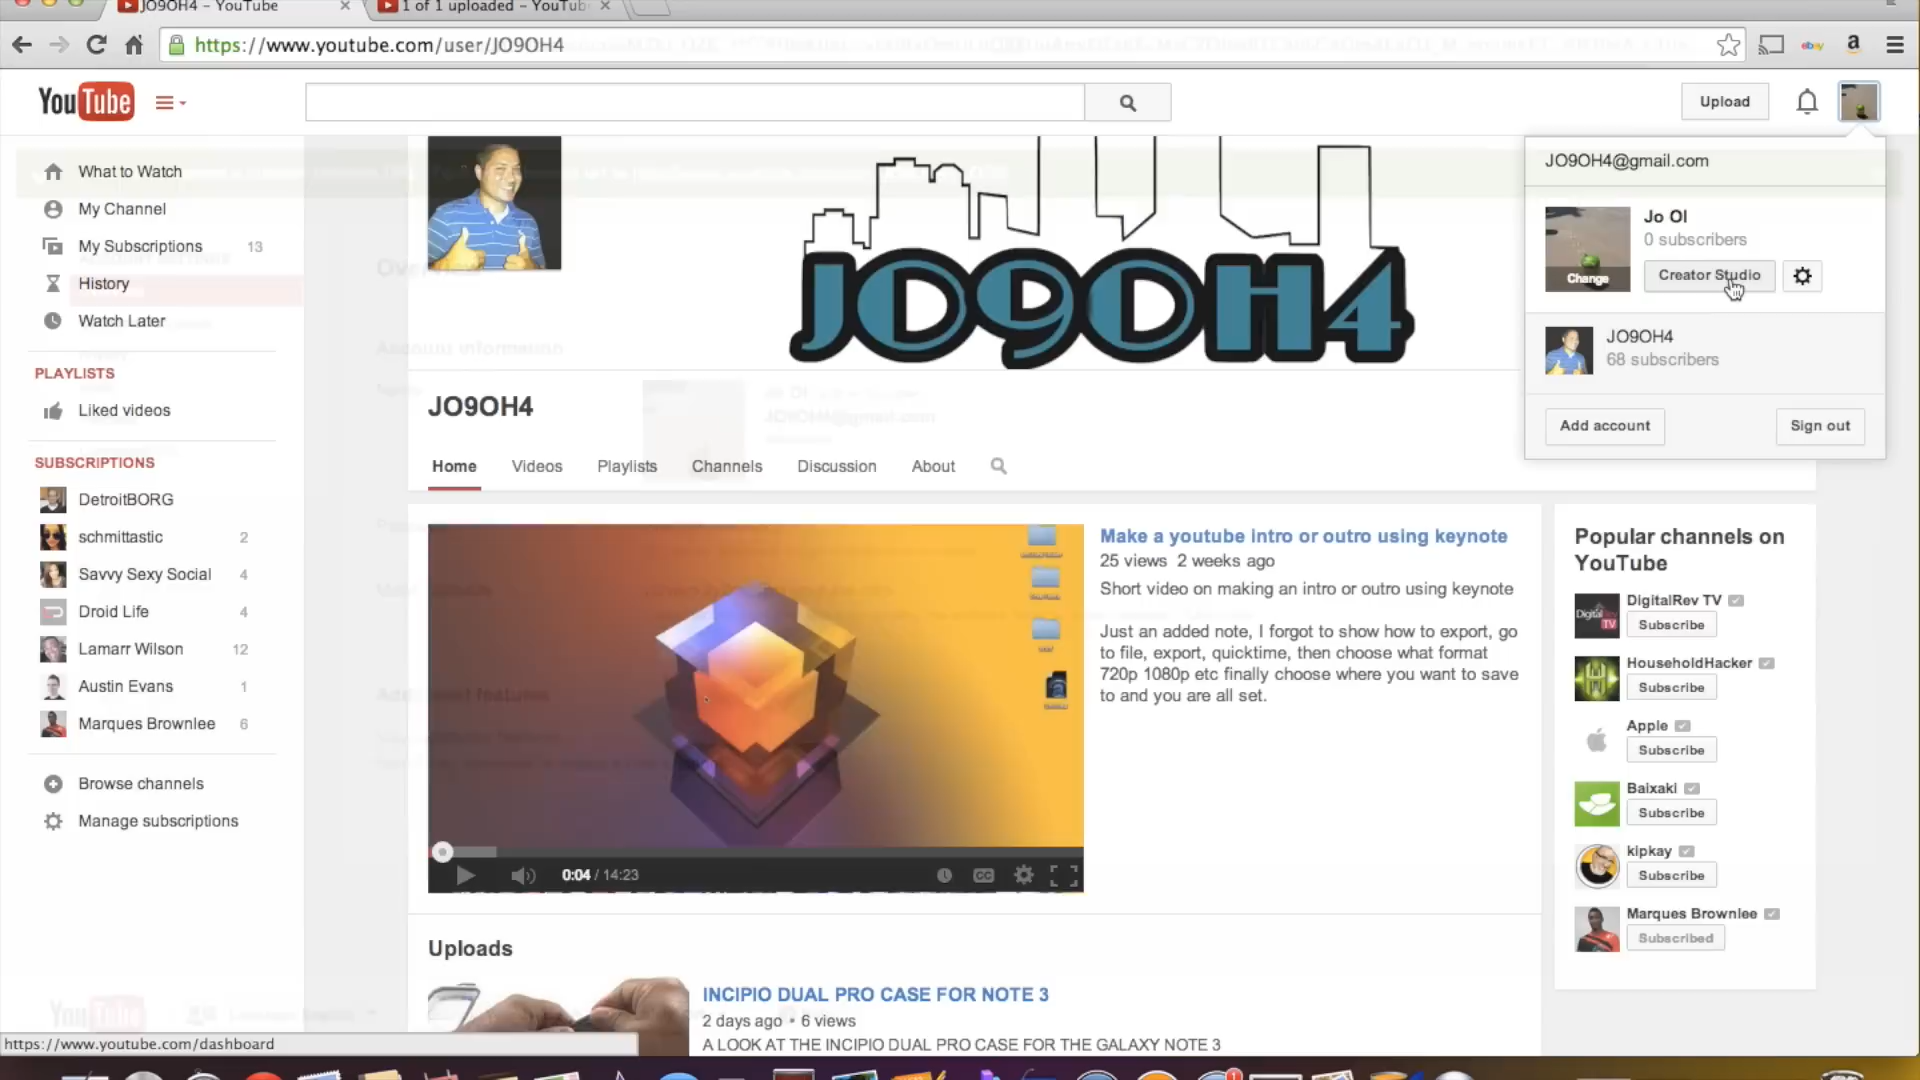 JO9OH4 - YouTube
1 of 1 uploaded - YouTub
https://www.youtube.com/user/JO9OH4
ebay
a
YouTube
Upload
JO9OH4@gmail.com
Jo Ol
0 subscribers
Change
Creator Studio
JO9OH4
68 subscribers
Add account
Sign out
What to Watch
My Channel
My Subscriptions 13
History
Watch Later
PLAYLISTS
Liked videos
SUBSCRIPTIONS
DetroitBORG
schmittastic 2
Savvy Sexy Social 4
Droid Life 4
Lamarr Wilson 12
Austin Evans 1
Marques Brownlee 6
Browse channels
Manage subscriptions
JO9OH4
JO9OH4
Home Videos Playlists Channels Discussion About
0:04 / 14:23
CC
Make a youtube intro or outro using keynote
25 views 2 weeks ago
Short video on making an intro or outro using keynote
Just an added note, I forgot to show how to export, go
to file, export, quicktime, then choose what format
720p 1080p etc finally choose where you want to save
to and you are all set.
Popular channels on
YouTube
DigitalRev TV
Subscribe
HouseholdHacker
Subscribe
Apple
Subscribe
Baixaki
Subscribe
kipkay
Subscribe
Marques Brownlee
Subscribed
Uploads
INCIPIO DUAL PRO CASE FOR NOTE 3
2 days ago • 6 views
A LOOK AT THE INCIPIO DUAL PRO CASE FOR THE GALAXY NOTE 3
https://www.youtube.com/dashboard